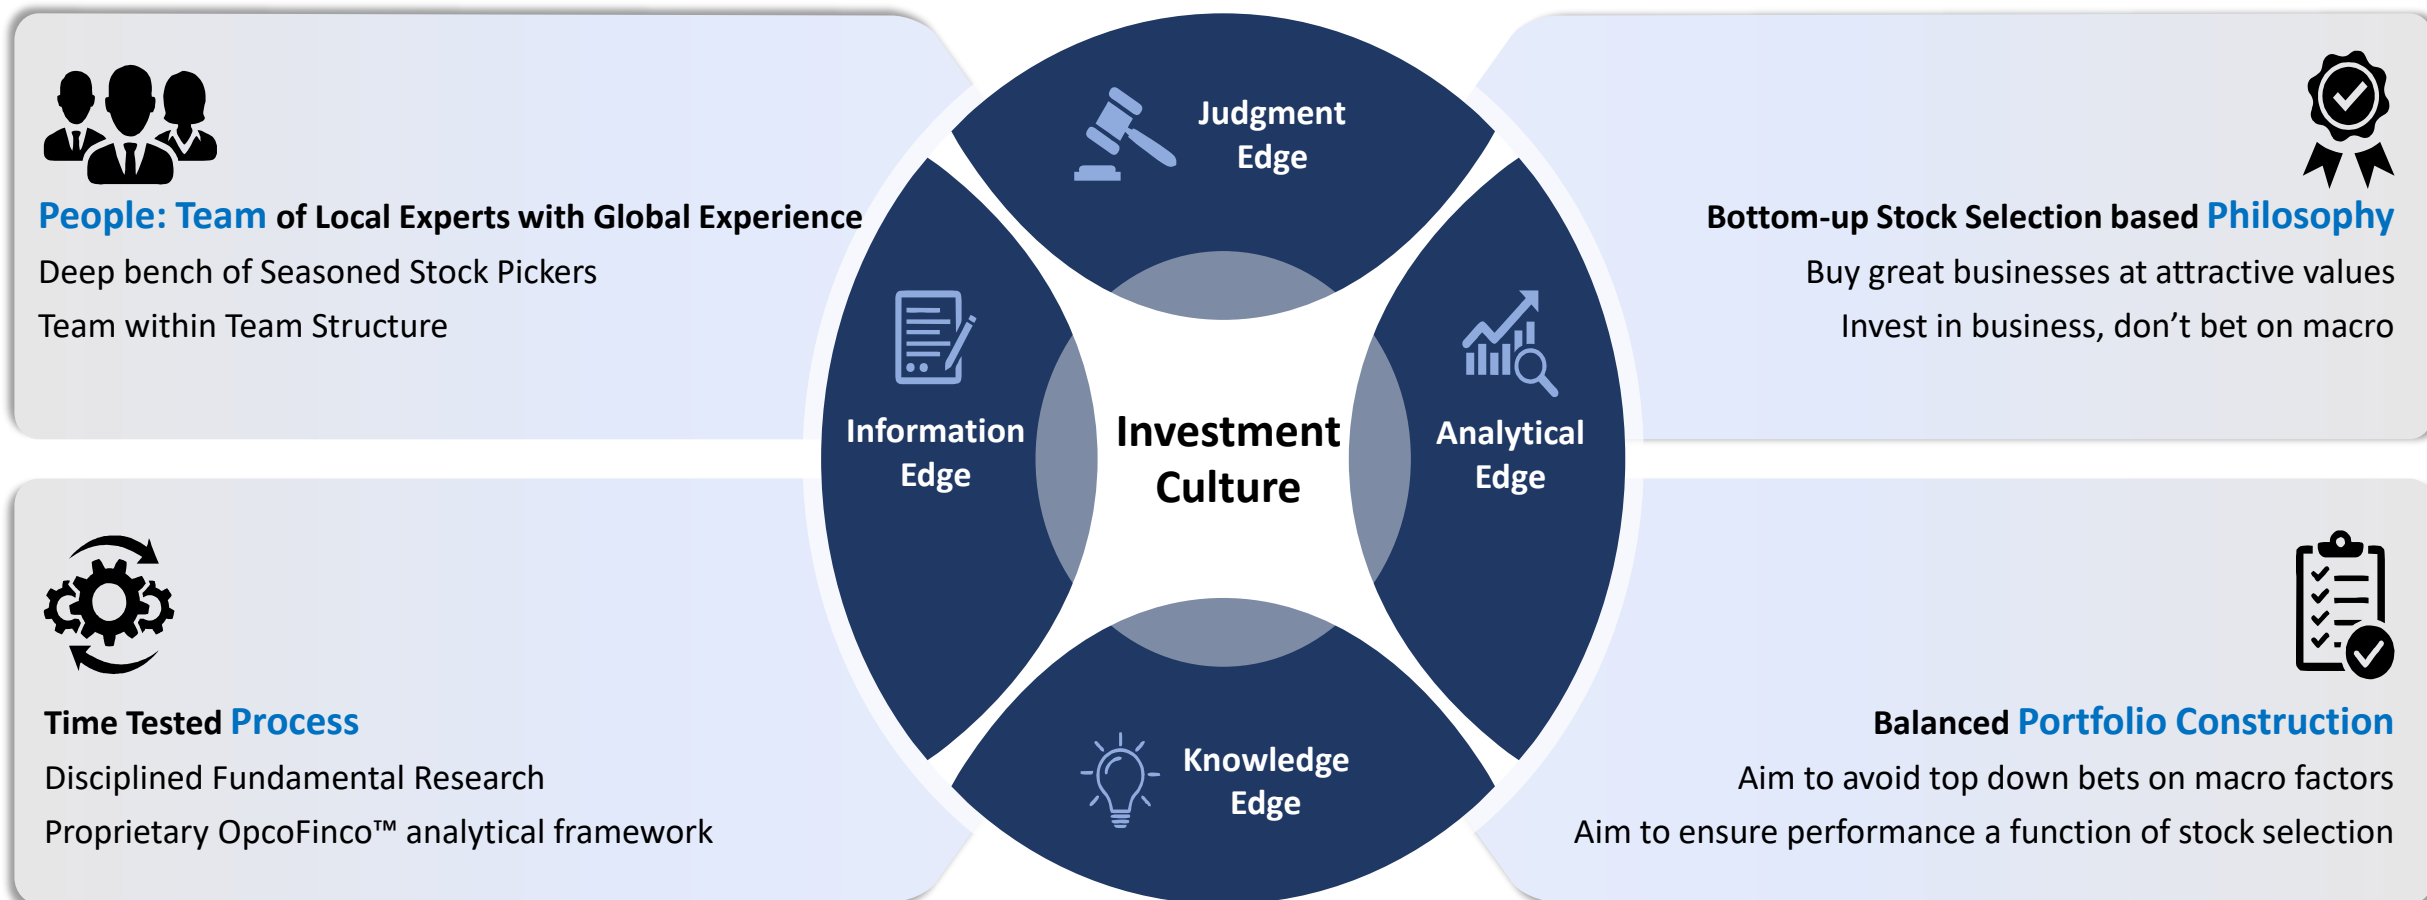 People: Team of Local Experts with Global Experience
Deep bench of Seasoned Stock Pickers
Team within Team Structure
Judgment
Edge
Bottom-up Stock Selection based Philosophy
Buy great businesses at attractive values
Invest in business, don’t bet on macro
Information
Edge
Investment
Culture
Analytical
Edge
Time Tested Process
Disciplined Fundamental Research
Proprietary OpcoFinco™ analytical framework
Knowledge
Edge
Balanced Portfolio Construction
Aim to avoid top down bets on macro factors
Aim to ensure performance a function of stock selection